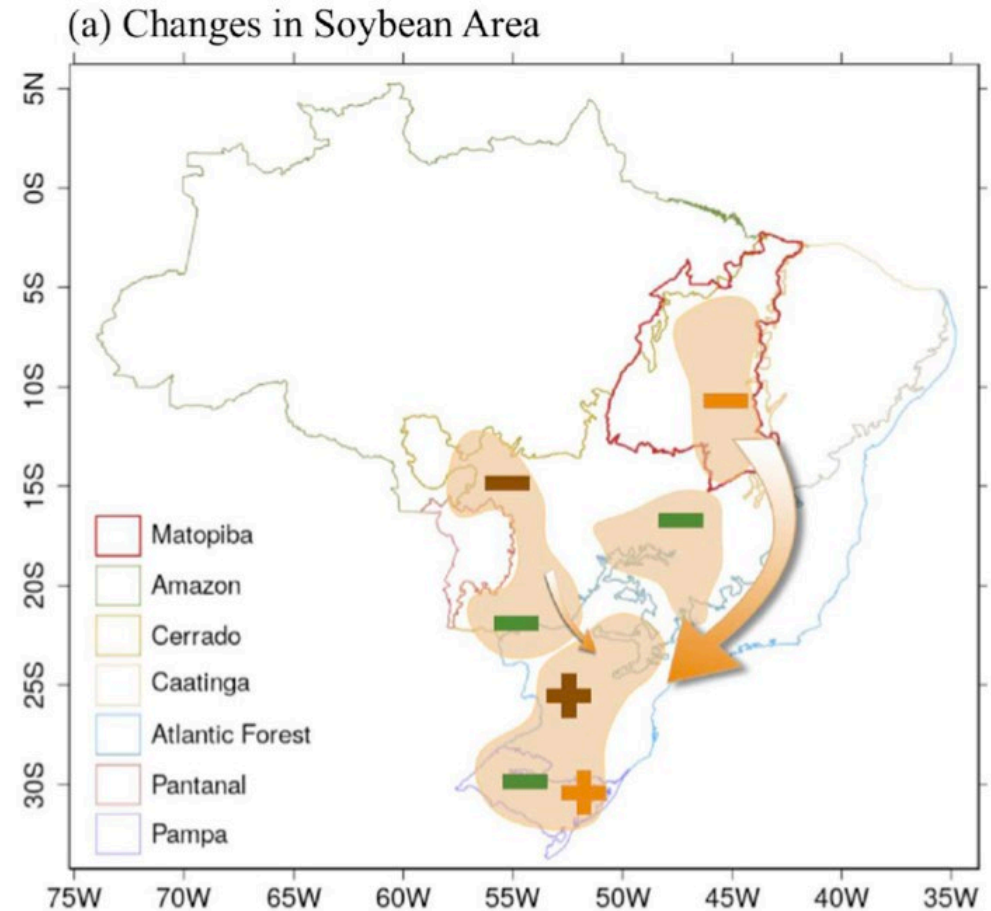 (a) Changes in Soybean Area
5N
0S
5S
10S
15S
20S
25S
30S
Matopiba
Amazon
Cerrado
Caatinga
Atlantic Forest
Pantanal
Pampa
75W 70W 65W 60W 55W 50W 45W 40W 35W